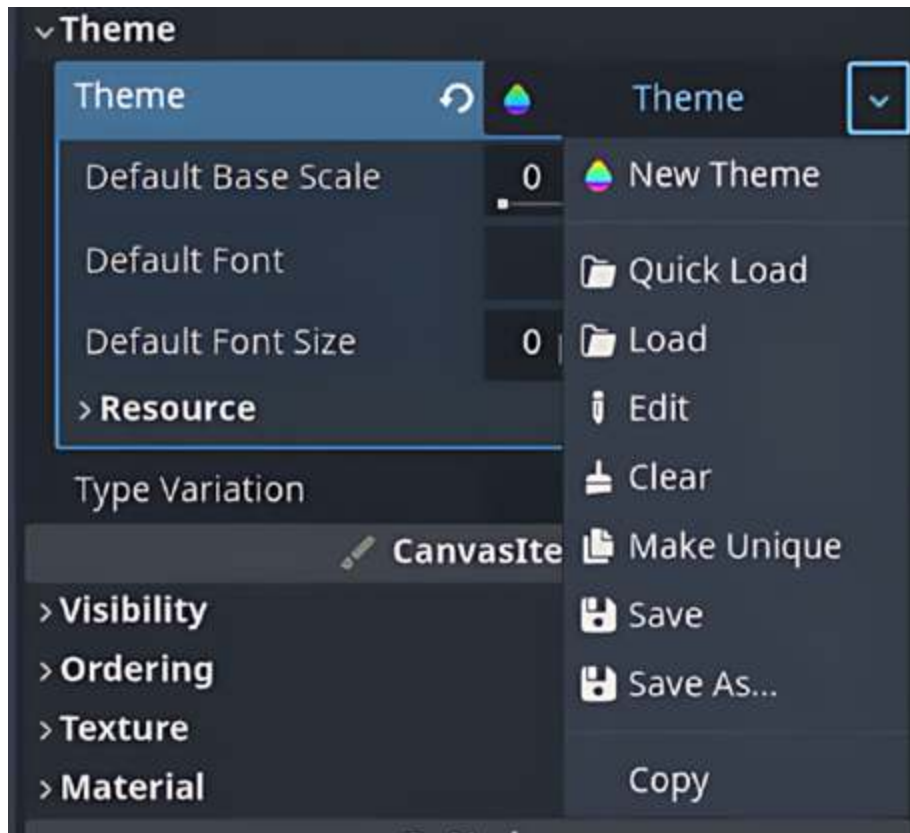 Theme
Theme Theme
Default Base Scale 0
Default Font
Default Font Size 0
Resource
Type Variation
CanvasIte
Visibility
Ordering
Texture
Material
New Theme
Quick Load
Load
Edit
Clear
Make Unique
Save
Save As...
Copy